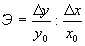 Э = Δy/y₀ : Δx/x₀